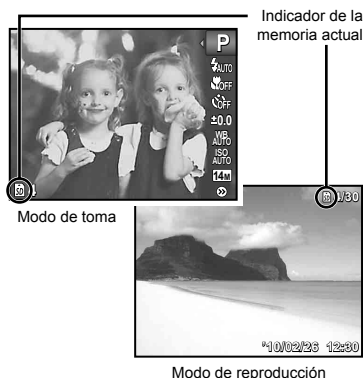 Indicador de la
memoria actual
P
AUTO
OFF
OFF
±0.0
WB
AUTO
ISO
AUTO
14M
SD
Modo de toma
/30
'10/02/26 12:30
Modo de reproducción